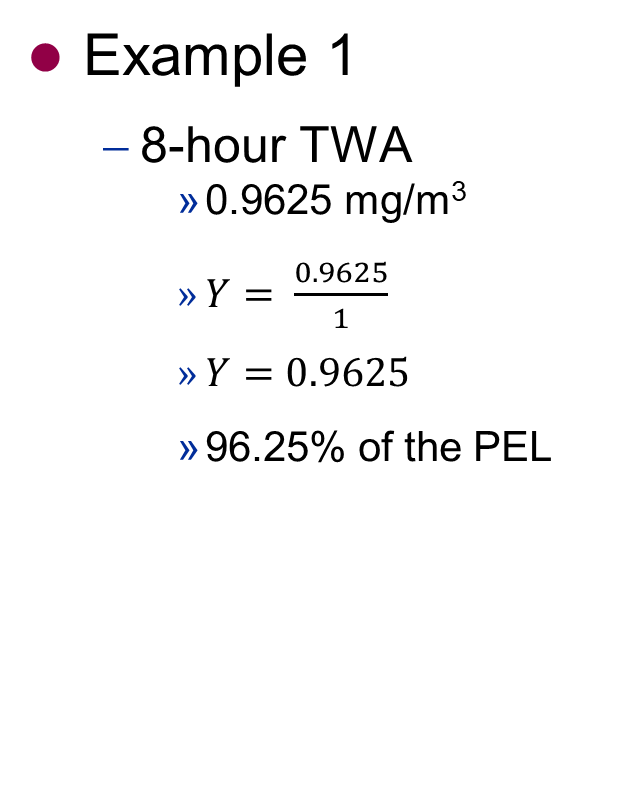 ● Example 1
– 8-hour TWA
» 0.9625 mg/m³
» Y = 0.9625/1
» Y = 0.9625
» 96.25% of the PEL